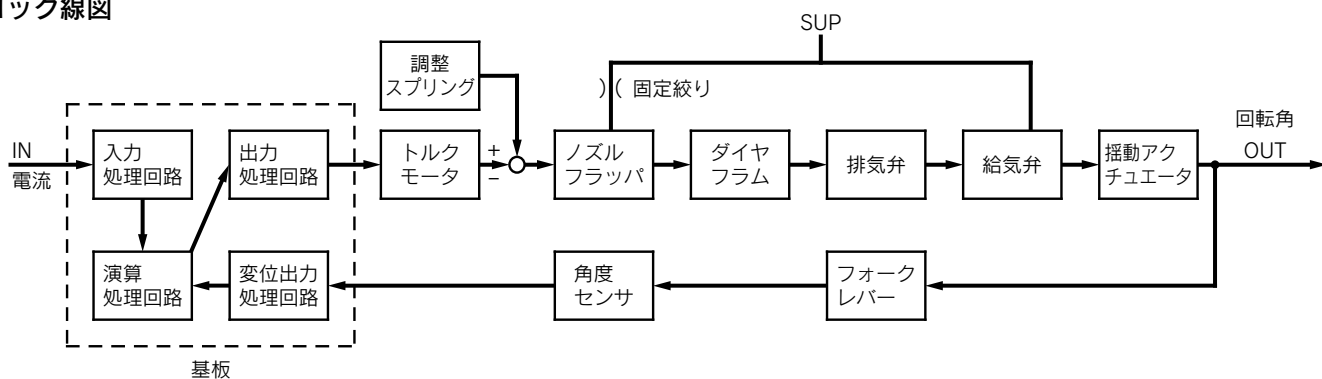 ック線図
SUP
調整
スプリング
)( 固定絞り
IN
電流
入力
処理回路
出力
処理回路
トルク
モータ
+
−
ノズル
フラッパ
ダイヤ
フラム
排気弁
給気弁
揺動アク
チュエータ
回転角
OUT
演算
処理回路
変位出力
処理回路
角度
センサ
フォーク
レバー
基板